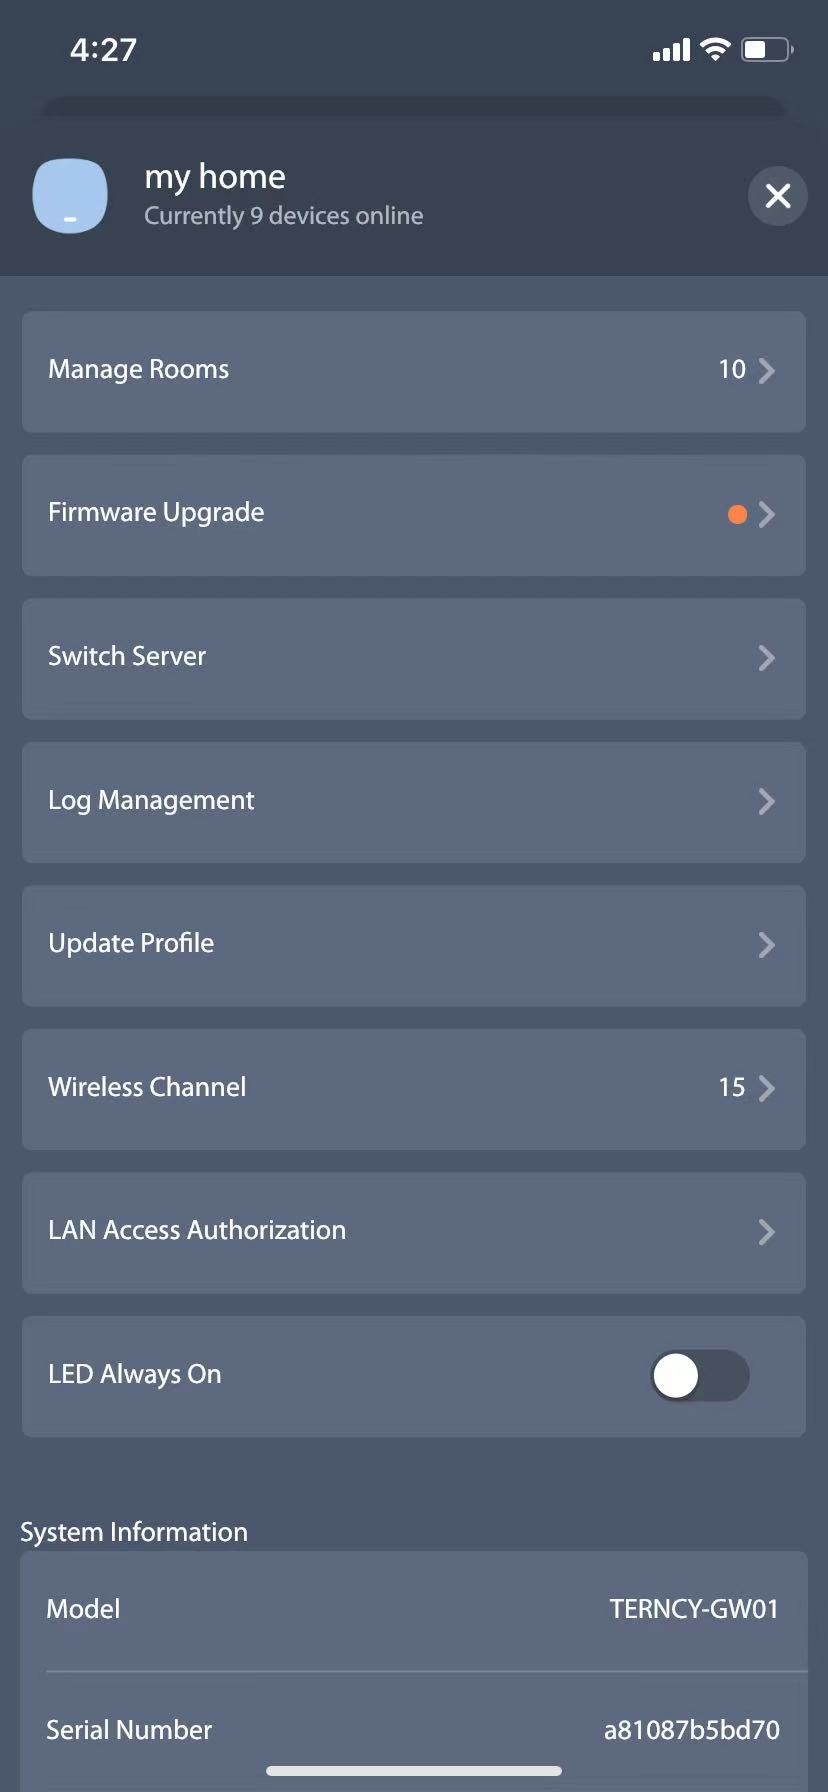 4:27
my home
Currently 9 devices online
Manage Rooms 10
Firmware Upgrade
Switch Server
Log Management
Update Profile
Wireless Channel 15
LAN Access Authorization
LED Always On
System Information
Model TERNCY-GW01
Serial Number a81087b5bd70